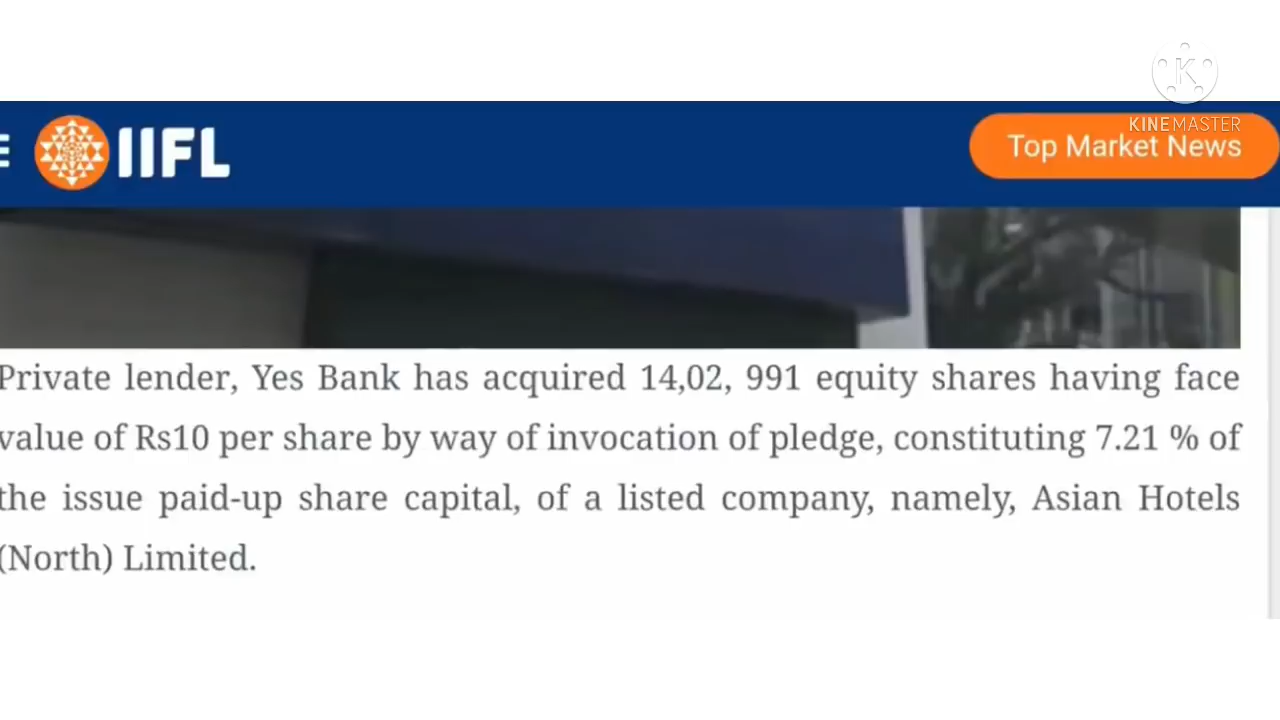 KINEMASTER
IIFL
Top Market News
Private lender, Yes Bank has acquired 14,02, 991 equity shares having face
value of Rs10 per share by way of invocation of pledge, constituting 7.21 % of
the issue paid-up share capital, of a listed company, namely, Asian Hotels
(North) Limited.